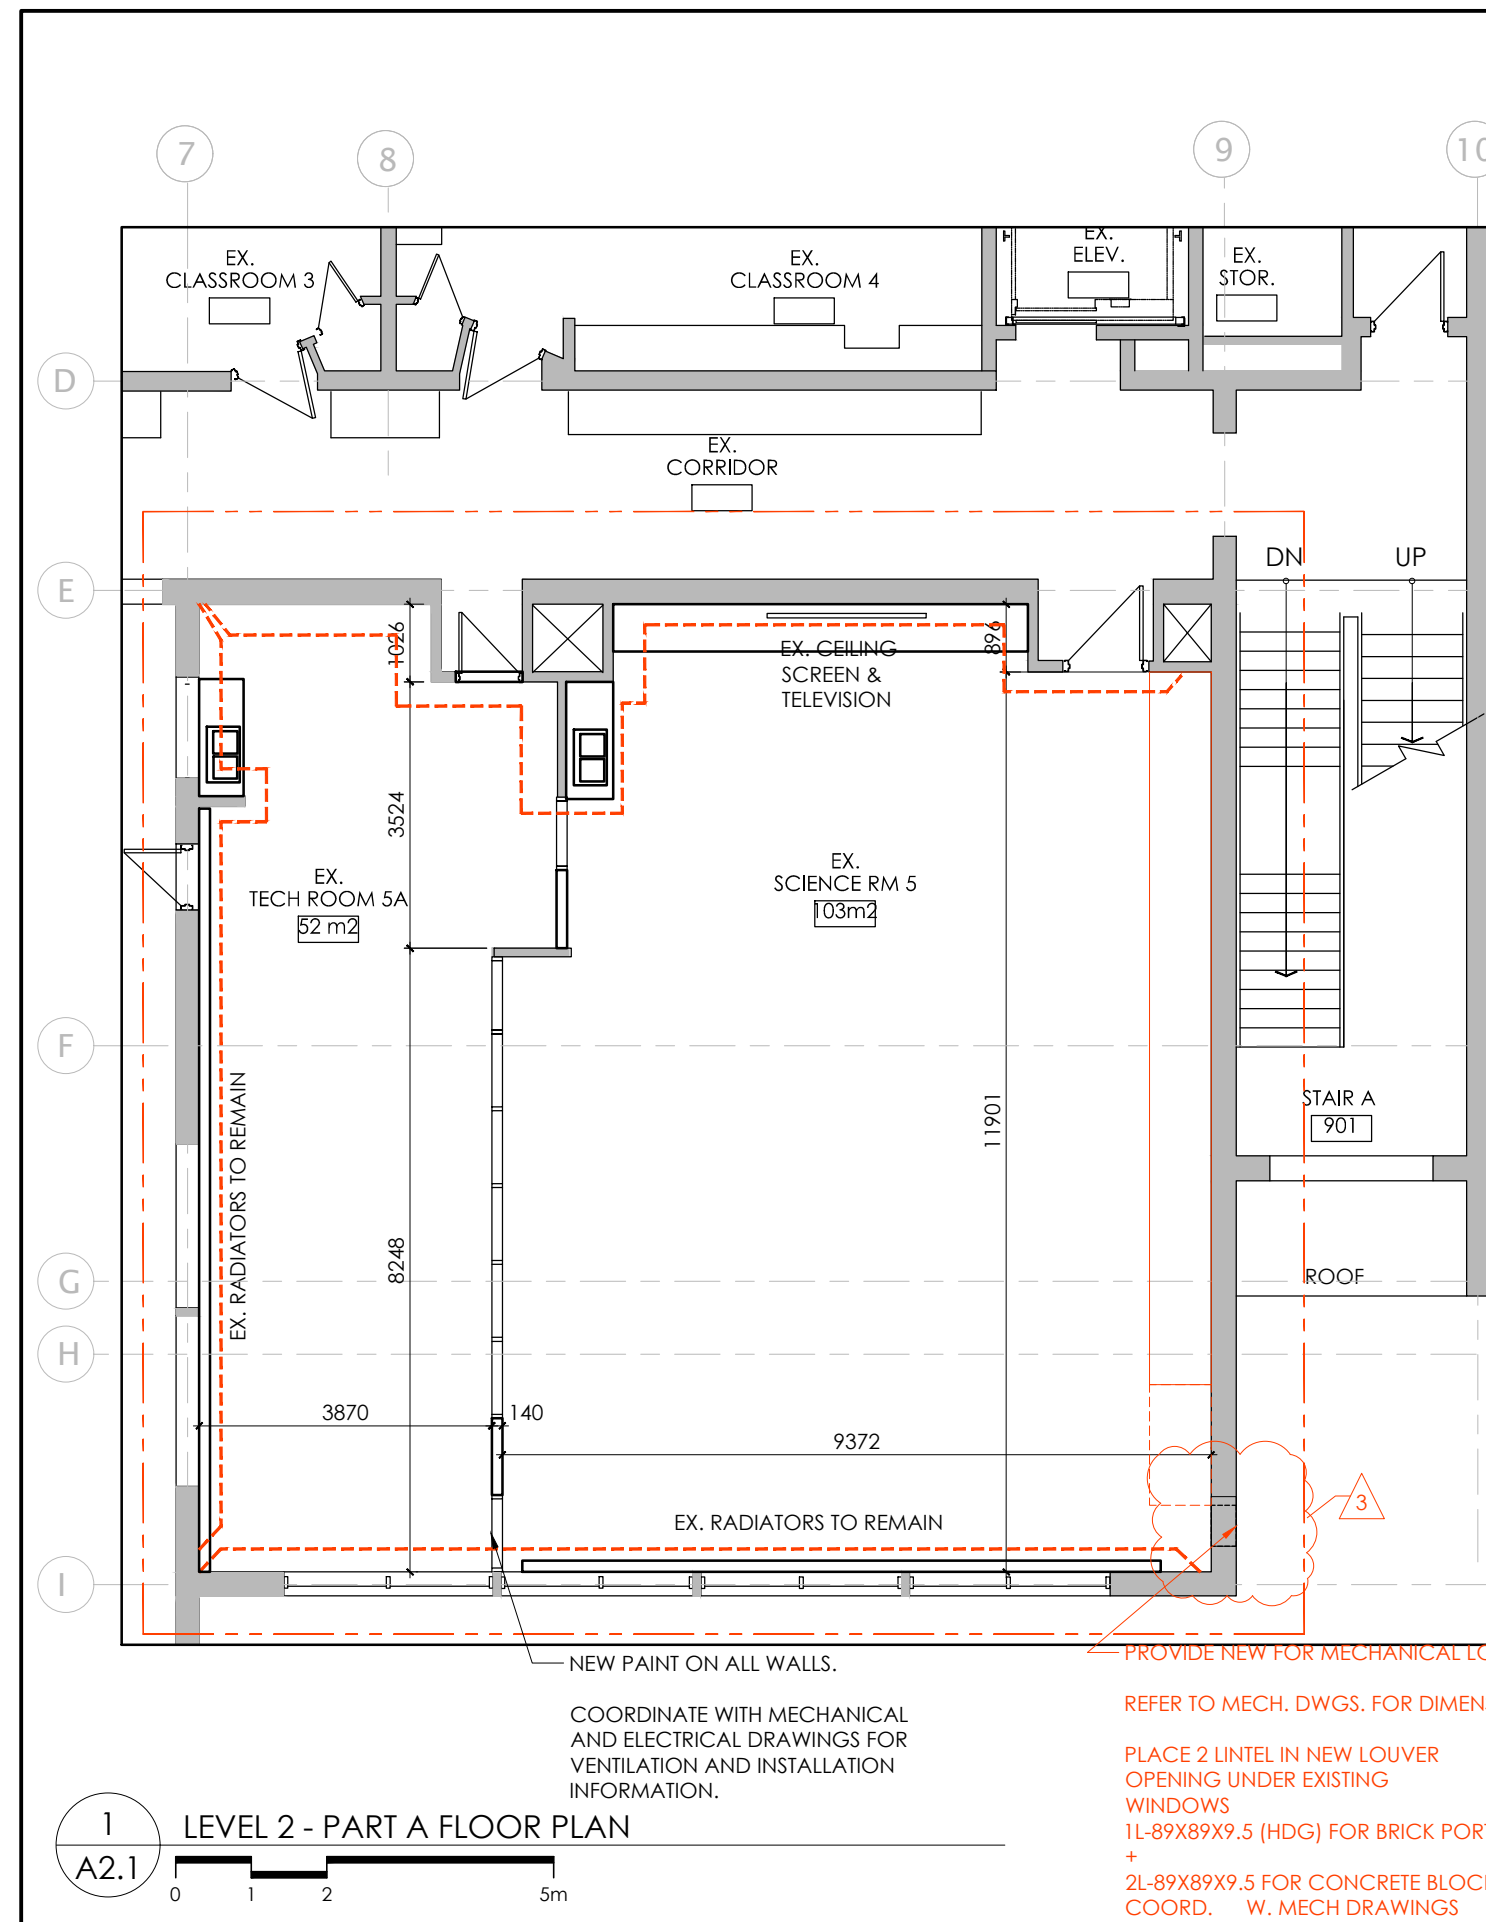 7
8
9
10
EX.
CLASSROOM 3
EX.
CLASSROOM 4
EX.
ELEV.
EX.
STOR.
D
EX.
CORRIDOR
E
DN
UP
1026
896
EX. CEILING
SCREEN &
TELEVISION
3524
EX.
TECH ROOM 5A
52 m2
EX.
SCIENCE RM 5
103m2
F
EX. RADIATORS TO REMAIN
11901
STAIR A
901
8248
G
ROOF
H
3870
140
9372
3
EX. RADIATORS TO REMAIN
I
NEW PAINT ON ALL WALLS.
COORDINATE WITH MECHANICAL
AND ELECTRICAL DRAWINGS FOR
VENTILATION AND INSTALLATION
INFORMATION.
PROVIDE NEW FOR MECHANICAL
REFER TO MECH. DWGS. FOR
PLACE 2 LINTEL IN NEW LOUVER
OPENING UNDER EXISTING
WINDOWS
1L-89X89X9.5 (HDG) FOR BRICK
+
2L-89X89X9.5 FOR CONCRETE
COORD. W. MECH DRAWINGS
1
A2.1
LEVEL 2 - PART A FLOOR PLAN
0 1 2 5m